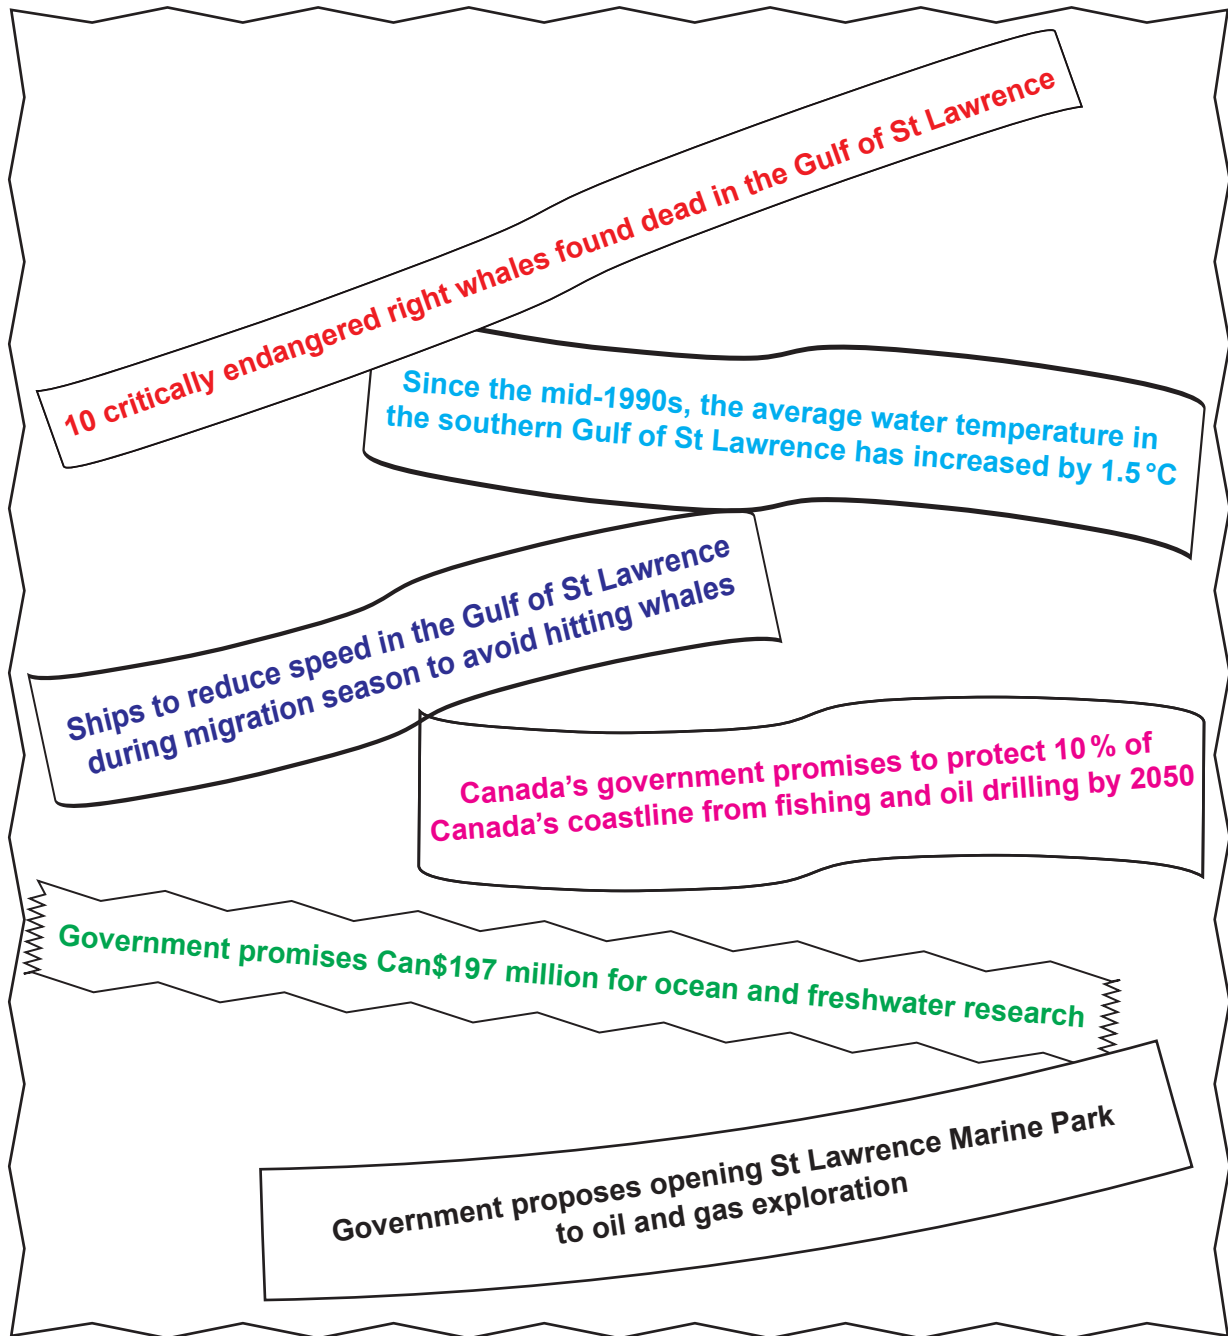 10 critically endangered right whales found dead in the Gulf of St Lawrence
Since the mid-1990s, the average water temperature in
the southern Gulf of St Lawrence has increased by 1.5 °C
Ships to reduce speed in the Gulf of St Lawrence
during migration season to avoid hitting whales
Canada’s government promises to protect 10 % of
Canada’s coastline from fishing and oil drilling by 2050
Government promises Can$197 million for ocean and freshwater research
Government proposes opening St Lawrence Marine Park
to oil and gas exploration